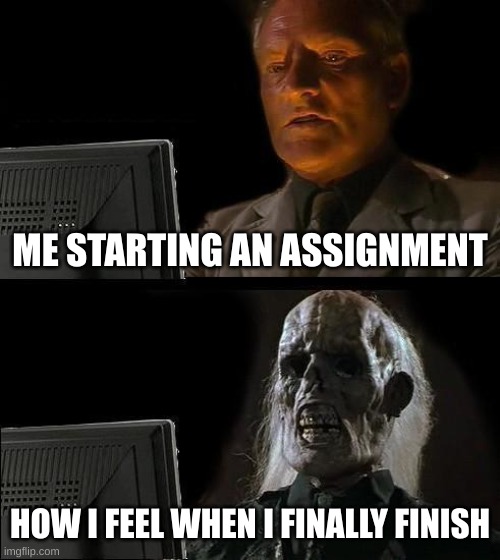 ME STARTING AN ASSIGNMENT
HOW I FEEL WHEN I FINALLY FINISH
imgflip.com